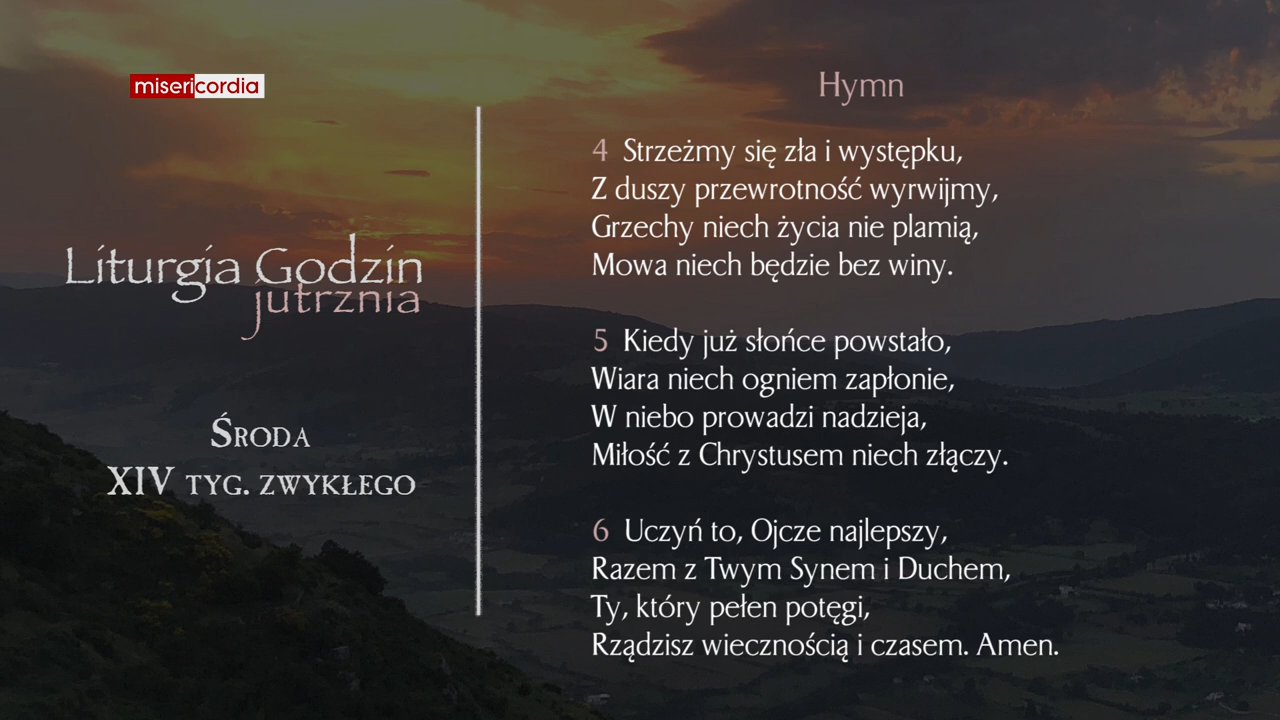 misericordia
Liturgia Godzin
jutrznia
Środa
XIV tyg. zwykłego
Hymn
4 Strzeżmy się zła i występku,
Z duszy przewrotność wyrwijmy,
Grzechy niech życia nie plamią,
Mowa niech będzie bez winy.
5 Kiedy już słońce powstało,
Wiara niech ogniem zapłonie,
W niebo prowadzi nadzieja,
Miłość z Chrystusem niech złączy.
6 Uczyń to, Ojcze najlepszy,
Razem z Twym Synem i Duchem,
Ty, który pełen potęgi,
Rządzisz wiecznością i czasem. Amen.